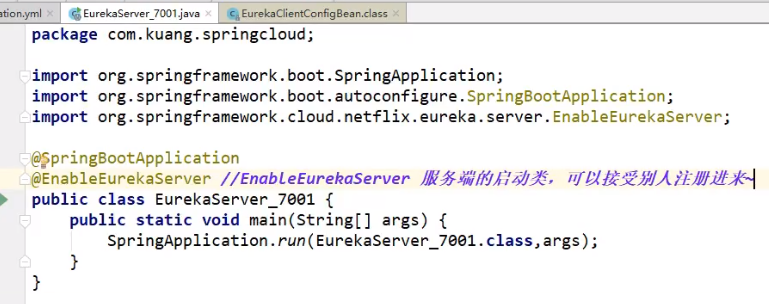 ation.yml × EurekaServer_7001.java × EurekaClientConfigBean.class ×
package com.kuang.springcloud;
import org.springframework.boot.SpringApplication;
import org.springframework.boot.autoconfigure.SpringBootApplication;
import org.springframework.cloud.netflix.eureka.server.EnableEurekaServer;
@SpringBootApplication
@EnableEurekaServer //EnableEurekaServer 服务端的启动类，可以接受别人注册进来~
public class EurekaServer_7001 {
public static void main(String[] args) {
SpringApplication.run(EurekaServer_7001.class,args);
}
}